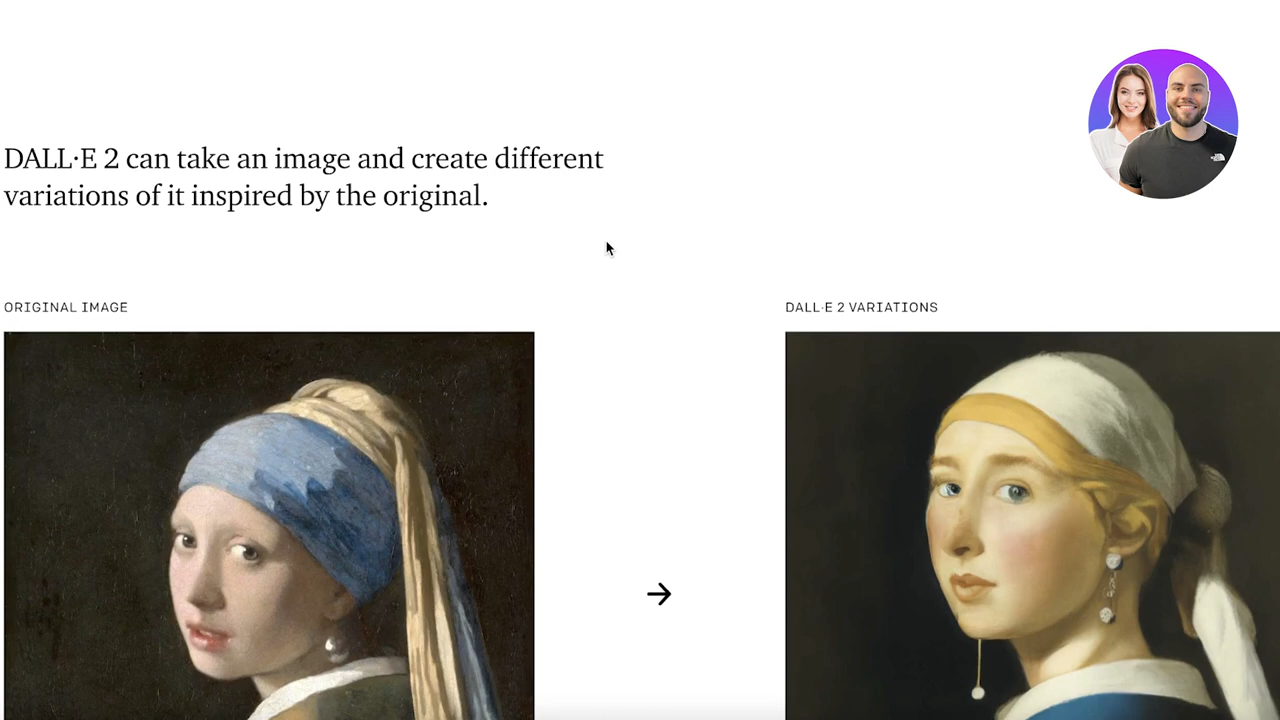 DALL·E 2 can take an image and create different
variations of it inspired by the original.
ORIGINAL IMAGE
DALL·E 2 VARIATIONS